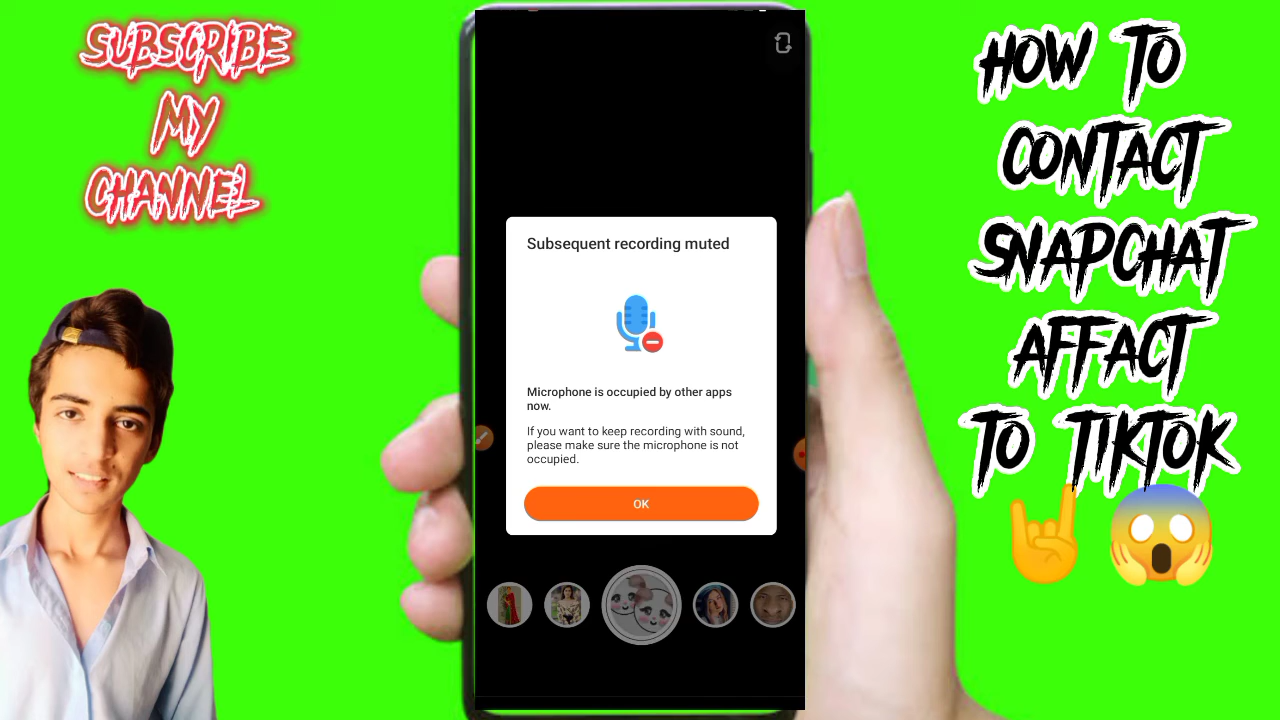 SUBSCRIBE
MY
CHANNEL
Subsequent recording muted
Microphone is occupied by other apps
now.
If you want to keep recording with sound,
please make sure the microphone is not
occupied.
OK
HOW TO
CONTACT
SNAPCHAT
AFFACT
TO TIKTOK